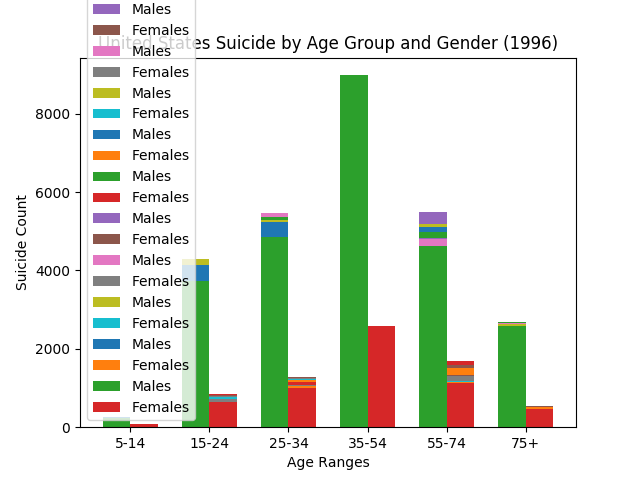 United States Suicide by Age Group and Gender (1996)
Males
Females
Males
Females
Males
Females
Males
Females
Males
Females
Males
Females
Males
Females
Males
Females
Males
Females
Males
Females
8000
6000
4000
2000
0
Suicide Count
5-14
15-24
25-34
35-54
55-74
75+
Age Ranges